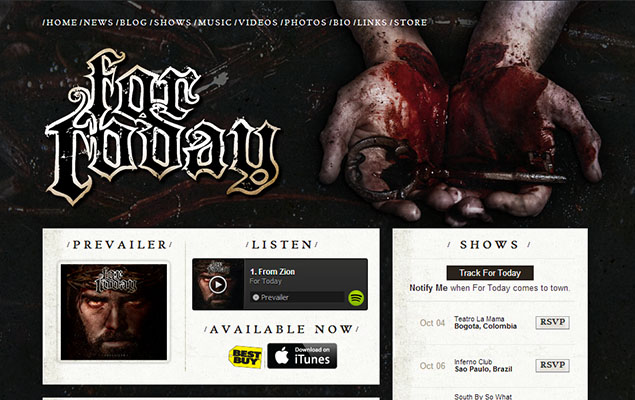 /HOME /NEWS /BLOG /SHOWS /MUSIC /VIDEOS /PHOTOS /BIO /LINKS /STORE
for today
/PREVAILER/
for today
/LISTEN/
1. From Zion
For Today
Prevailer
/AVAILABLE NOW/
BEST BUY
Download on iTunes
/SHOWS /
Track For Today
Notify Me when For Today comes to town.
Oct 04
Teatro La Mama
Bogota, Colombia
RSVP
Oct 06
Inferno Club
Sao Paulo, Brazil
RSVP
South By So What